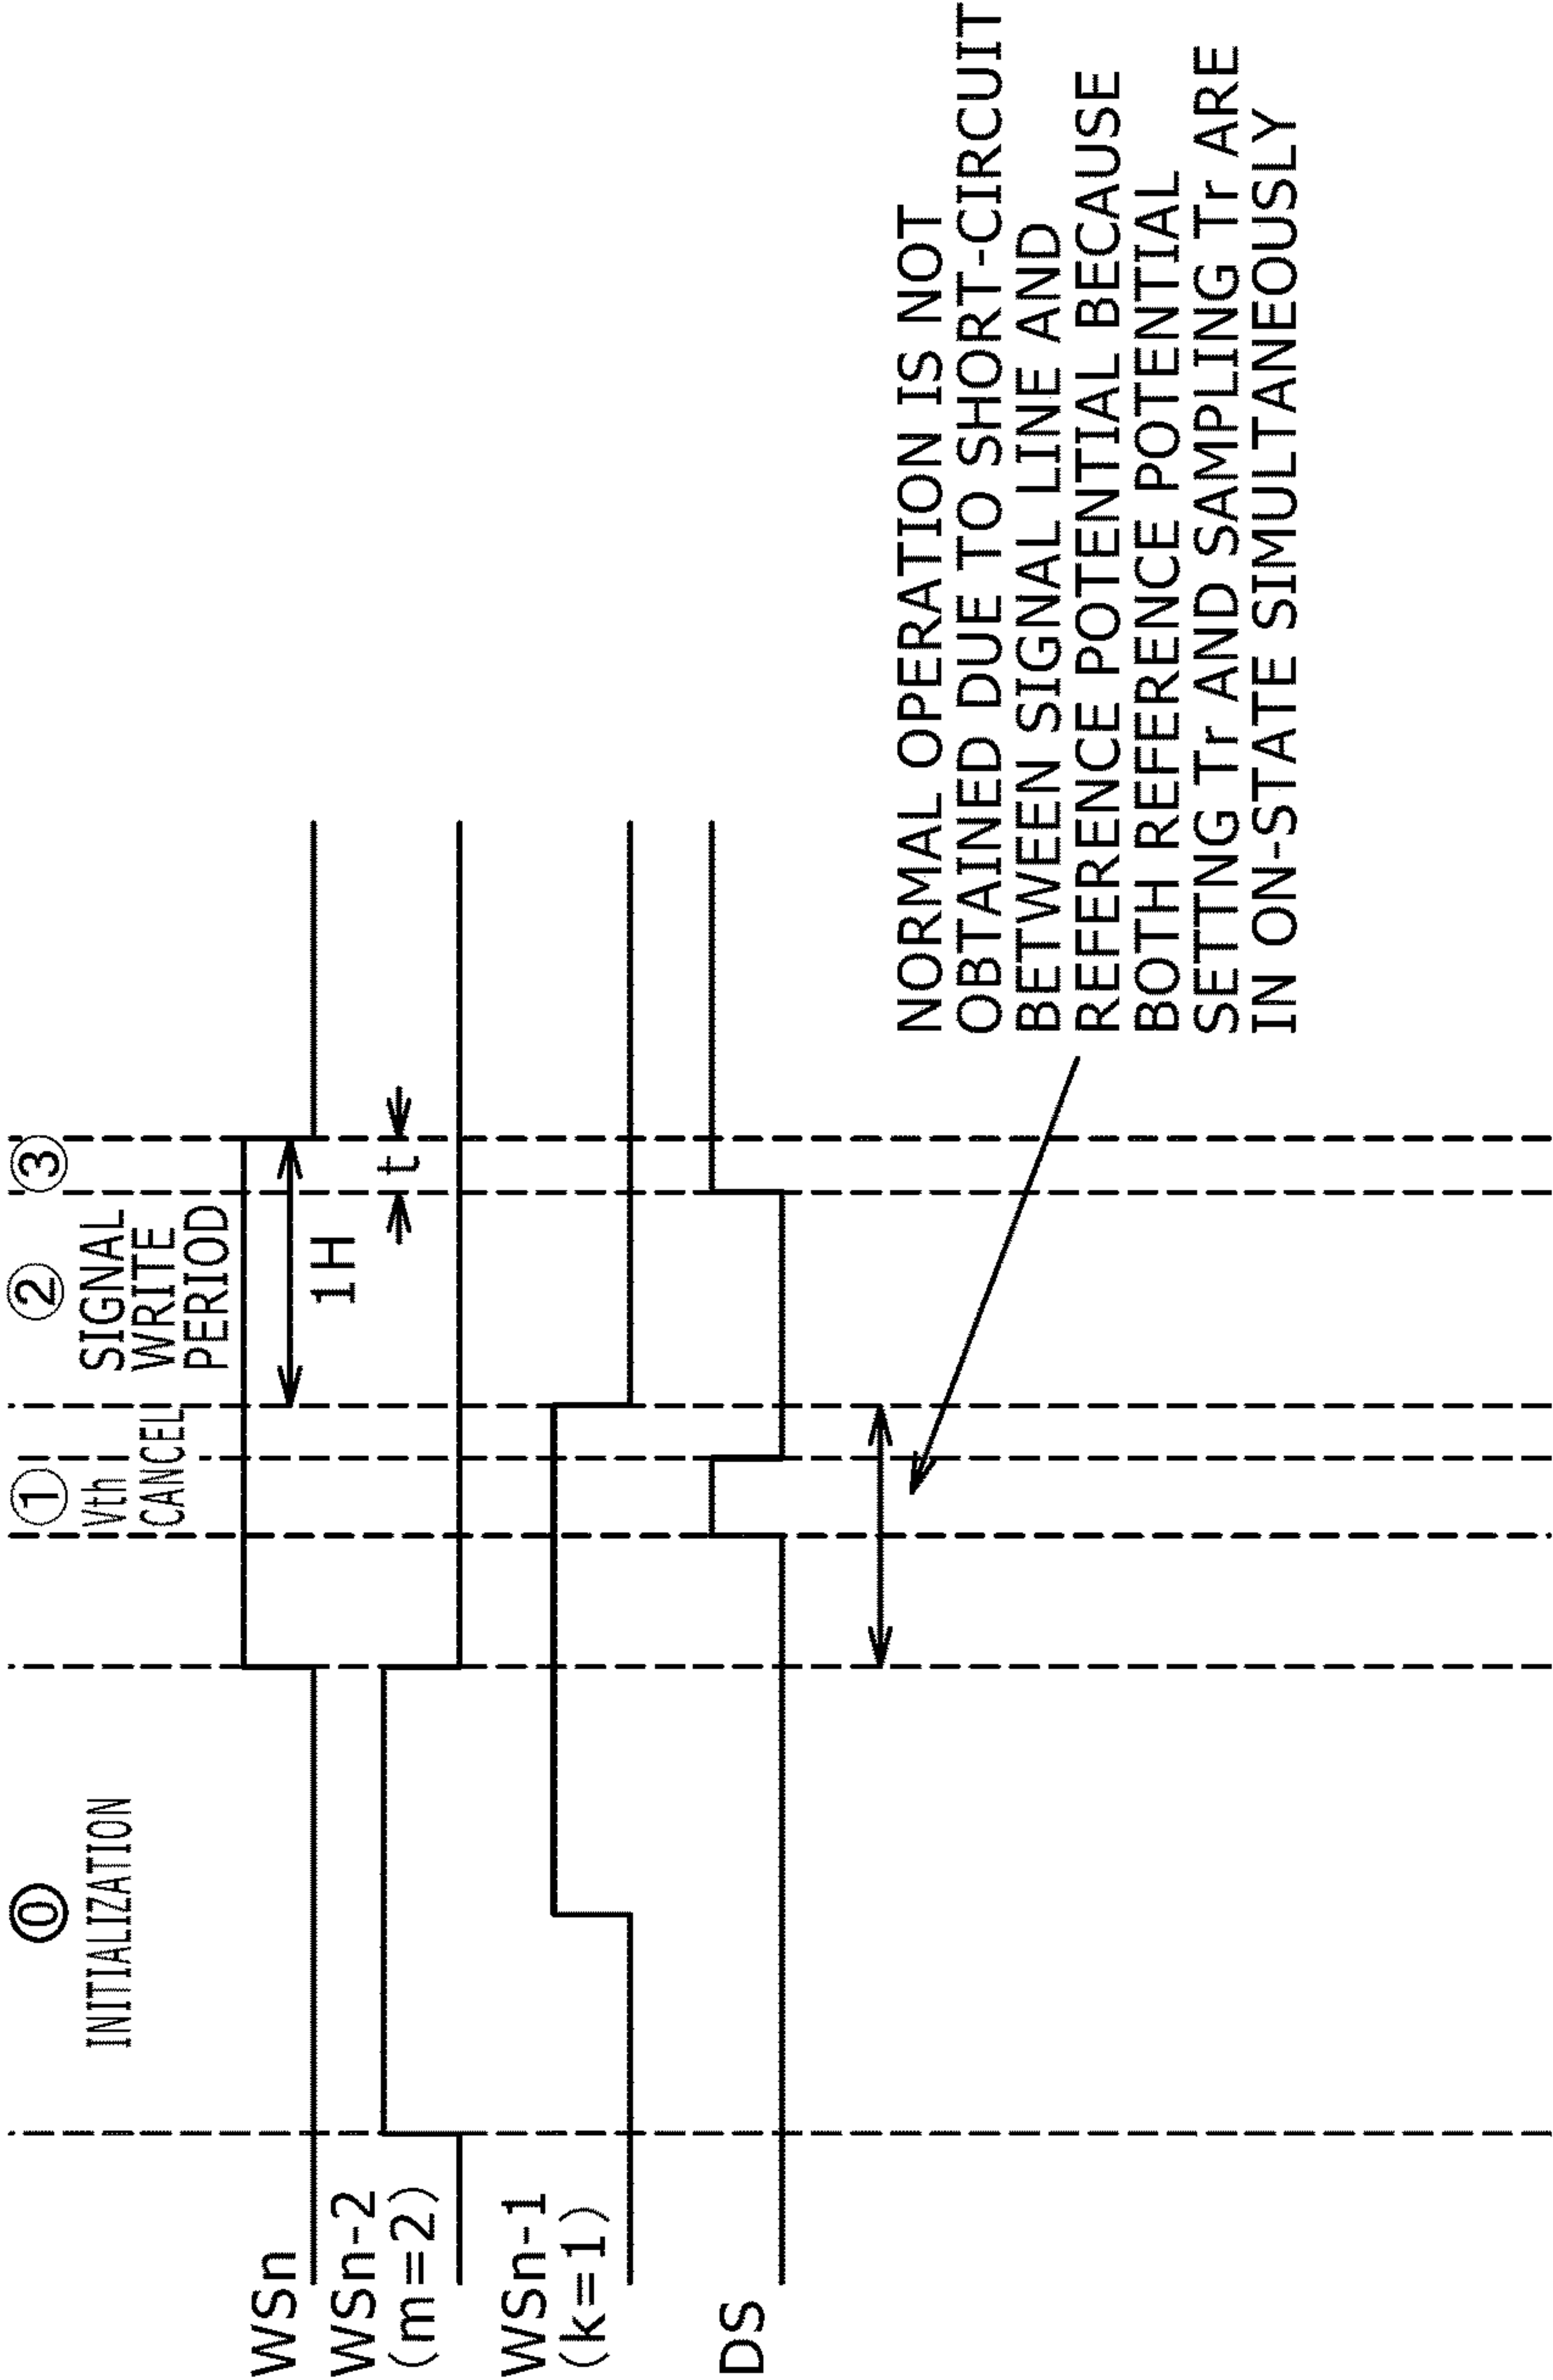 ⓪
INITIALIZATION
①
Vth
CANCEL
②
SIGNAL
WRITE
PERIOD
③
WSn
1H
t
WSn-2
(m=2)
WSn-1
(k=1)
DS
NORMAL OPERATION IS NOT
OBTAINED DUE TO SHORT-CIRCUIT
BETWEEN SIGNAL LINE AND
REFERENCE POTENTIAL BECAUSE
BOTH REFERENCE POTENTIAL
SETTNG Tr AND SAMPLING Tr ARE
IN ON-STATE SIMULTANEOUSLY